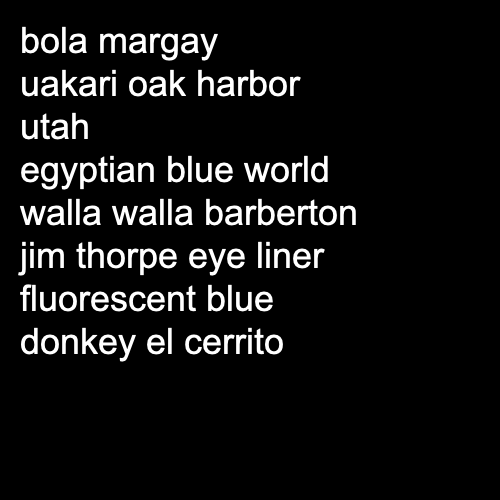 bola margay
uakari oak harbor
utah
egyptian blue world
walla walla barberton
jim thorpe eye liner
fluorescent blue
donkey el cerrito